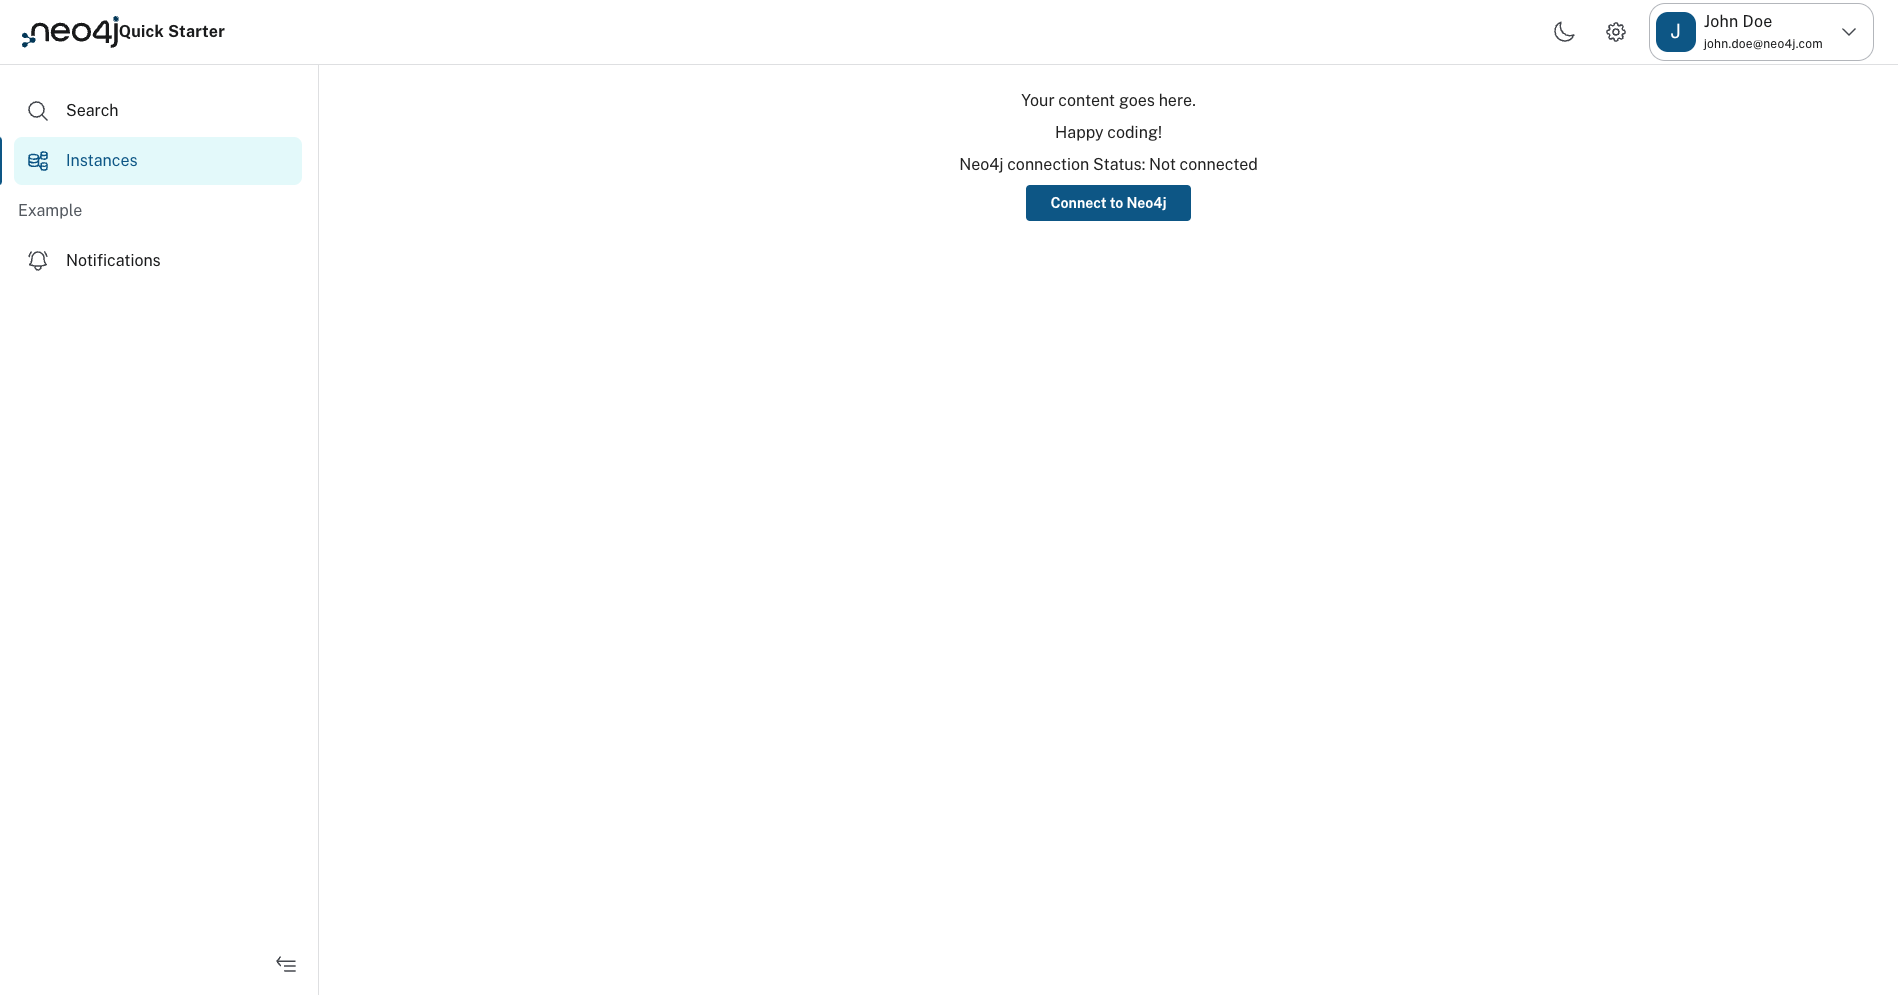 neo4j Quick Starter
J
John Doe
john.doe@neo4j.com
Search
Instances
Example
Notifications
Your content goes here.
Happy coding!
Neo4j connection Status: Not connected
Connect to Neo4j